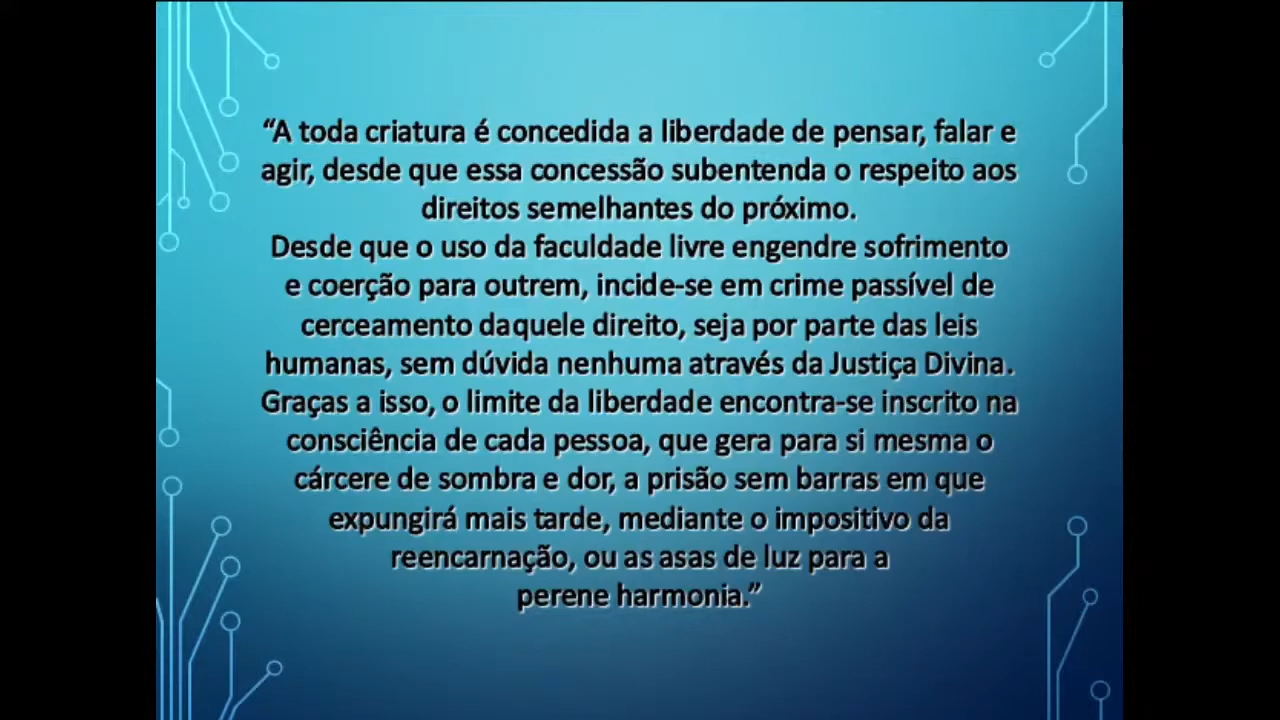 “A toda criatura é concedida a liberdade de pensar, falar e
agir, desde que essa concessão subentenda o respeito aos
direitos semelhantes do próximo.
Desde que o uso da faculdade livre engendre sofrimento
e coerção para outrem, incide-se em crime passível de
cerceamento daquele direito, seja por parte das leis
humanas, sem dúvida nenhuma através da Justiça Divina.
Graças a isso, o limite da liberdade encontra-se inscrito na
consciência de cada pessoa, que gera para si mesma o
cárcere de sombra e dor, a prisão sem barras em que
expungirá mais tarde, mediante o impositivo da
reencarnação, ou as asas de luz para a
perene harmonia.”